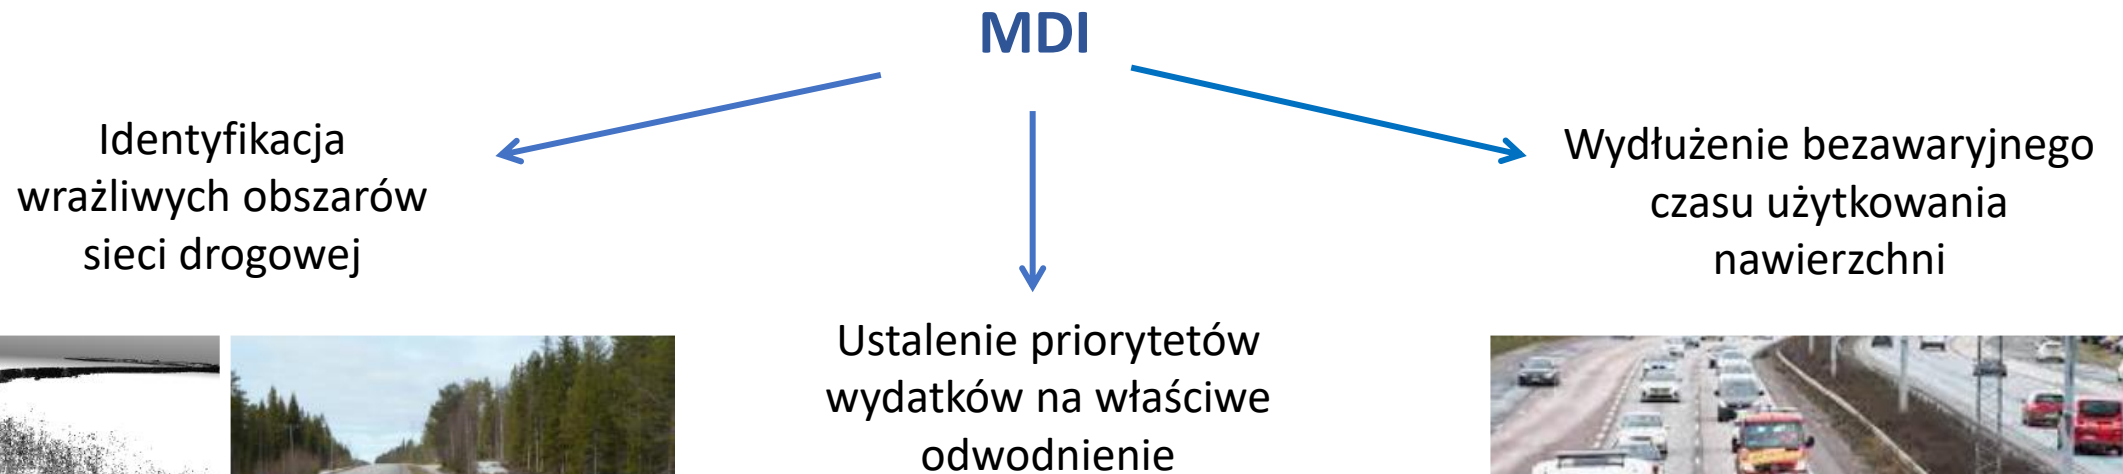 MDI
Identyfikacja
wrażliwych obszarów
sieci drogowej
Ustalenie priorytetów
wydatków na właściwe
odwodnienie
Wydłużenie bezawaryjnego
czasu użytkowania
nawierzchni